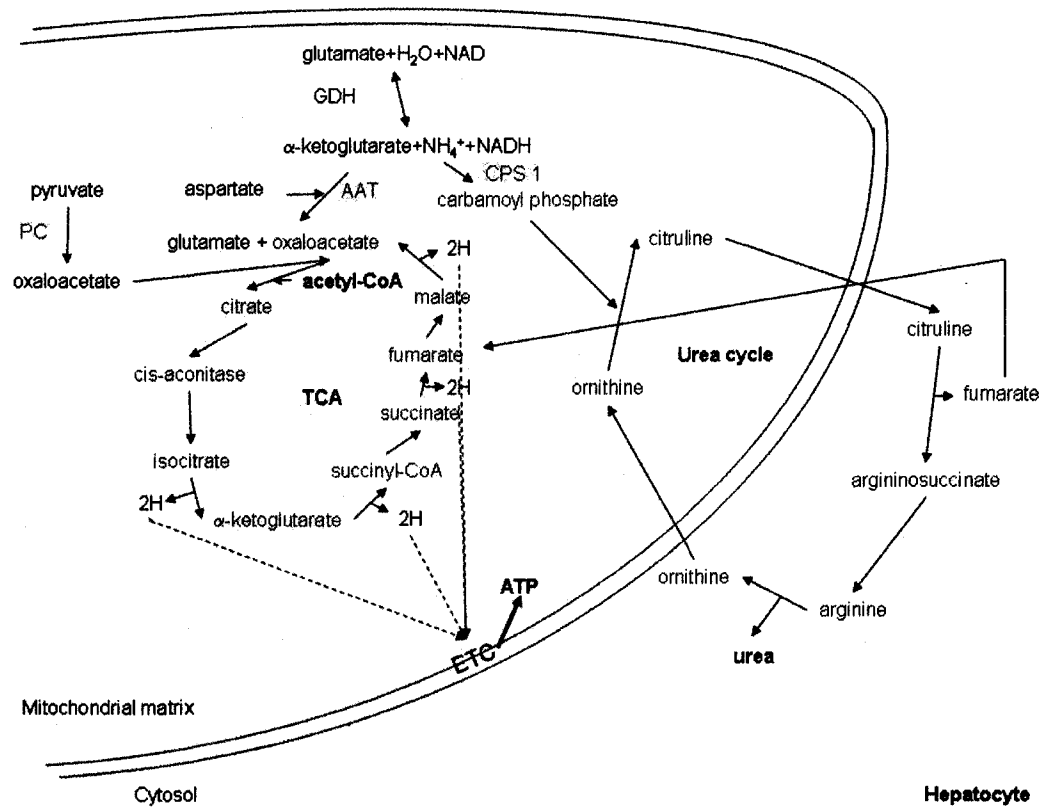 glutamate+H₂O+NAD
GDH
α-ketoglutarate+NH₄⁺+NADH
CPS 1
pyruvate
aspartate
AAT
carbamoyl phosphate
PC
glutamate + oxaloacetate
2H
citruline
oxaloacetate
acetyl-CoA
malate
citrate
citruline
fumarate
Urea cycle
cis-aconitase
2H
ornithine
fumarate
TCA
succinate
isocitrate
succinyl-CoA
argininosuccinate
2H
α-ketoglutarate
2H
ATP
ornithine
arginine
ETC
urea
Mitochondrial matrix
Cytosol
Hepatocyte